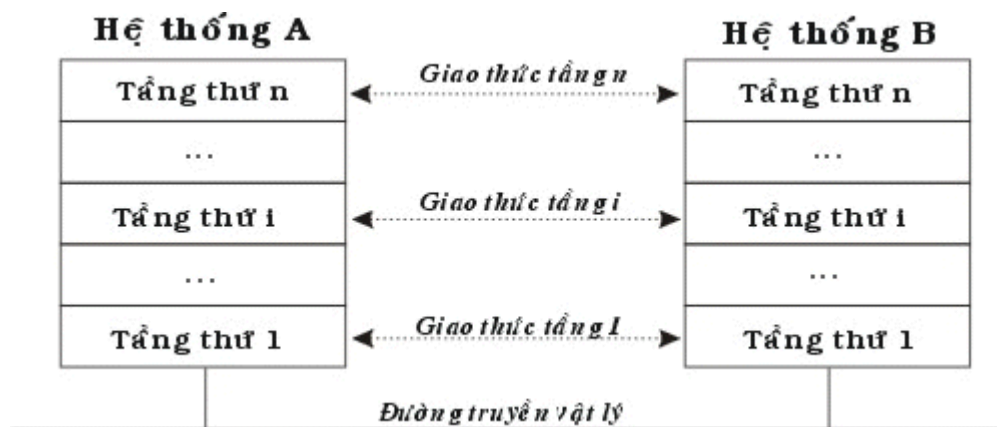 Hệ thống A
Hệ thống B
Tầng thứ n
Giao thức tầng n
Tầng thứ n
...
...
Tầng thứ i
Giao thức tầng i
Tầng thứ i
...
...
Tầng thứ 1
Giao thức tầng 1
Tầng thứ 1
Đường truyền vật lý